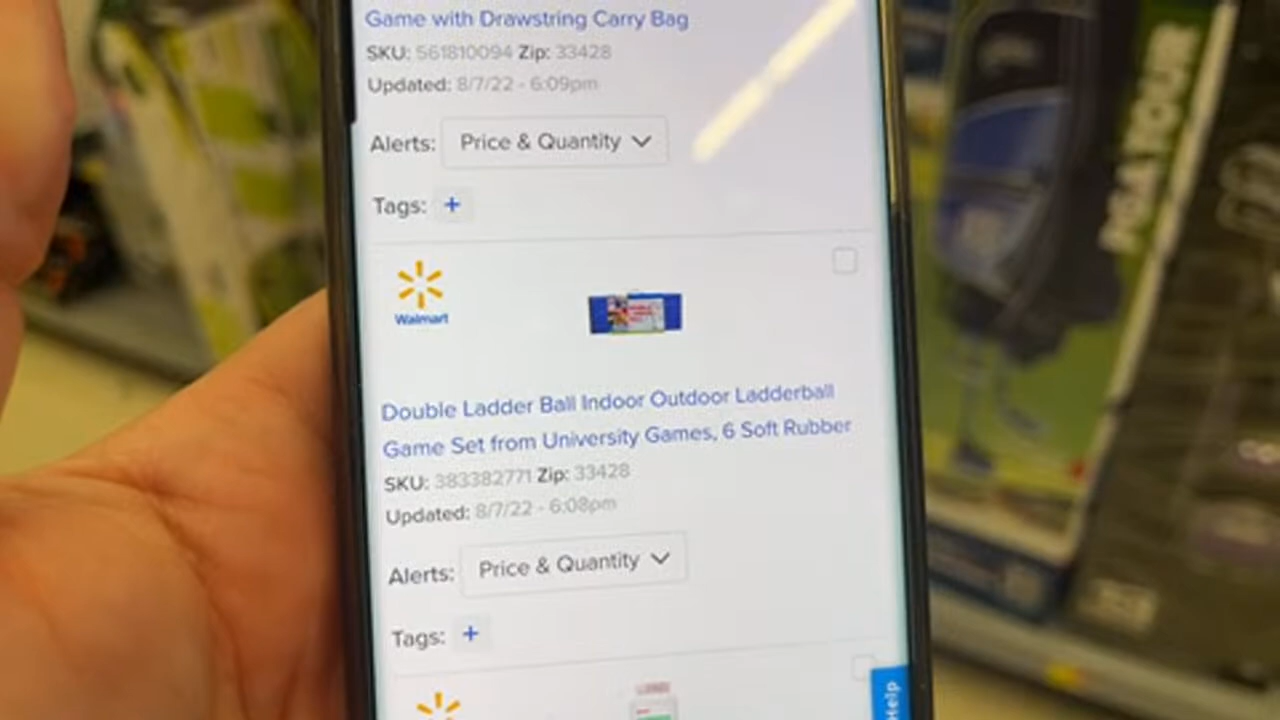 Game with Drawstring Carry Bag
SKU: 561810094 Zip: 33428
Updated: 8/7/22 - 6:09pm
Alerts: Price & Quantity
Tags: +
Walmart
Double Ladder Ball Indoor Outdoor Ladderball
Game Set from University Games, 6 Soft Rubber
SKU: 383382771 Zip: 33428
Updated: 8/7/22 - 6:08pm
Alerts: Price & Quantity
Tags: +
Help
PGA TOUR